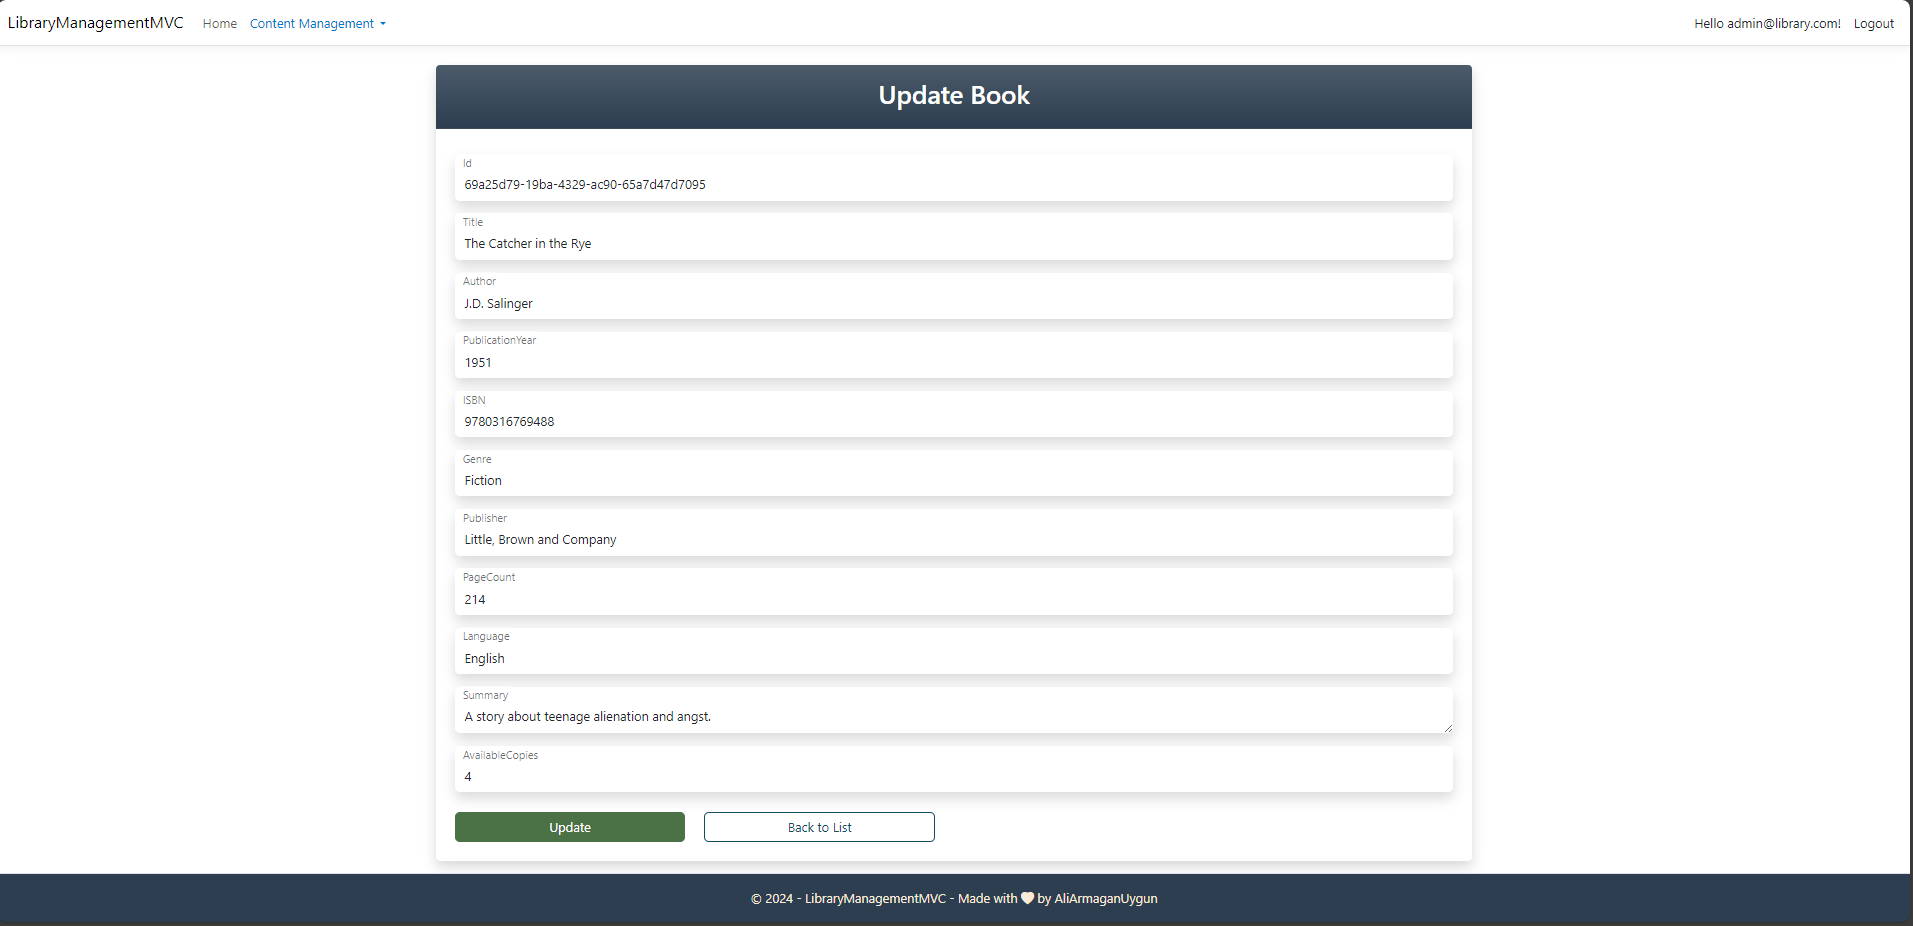 LibraryManagementMVC Home Content Management Hello admin@library.com! Logout
Update Book
Id
69a25d79-19ba-4329-ac90-65a7d47d7095
Title
The Catcher in the Rye
Author
J.D. Salinger
PublicationYear
1951
ISBN
9780316769488
Genre
Fiction
Publisher
Little, Brown and Company
PageCount
214
Language
English
Summary
A story about teenage alienation and angst.
AvailableCopies
4
Update Back to List
© 2024 - LibraryManagementMVC - Made with 🤍 by AliArmaganUygun